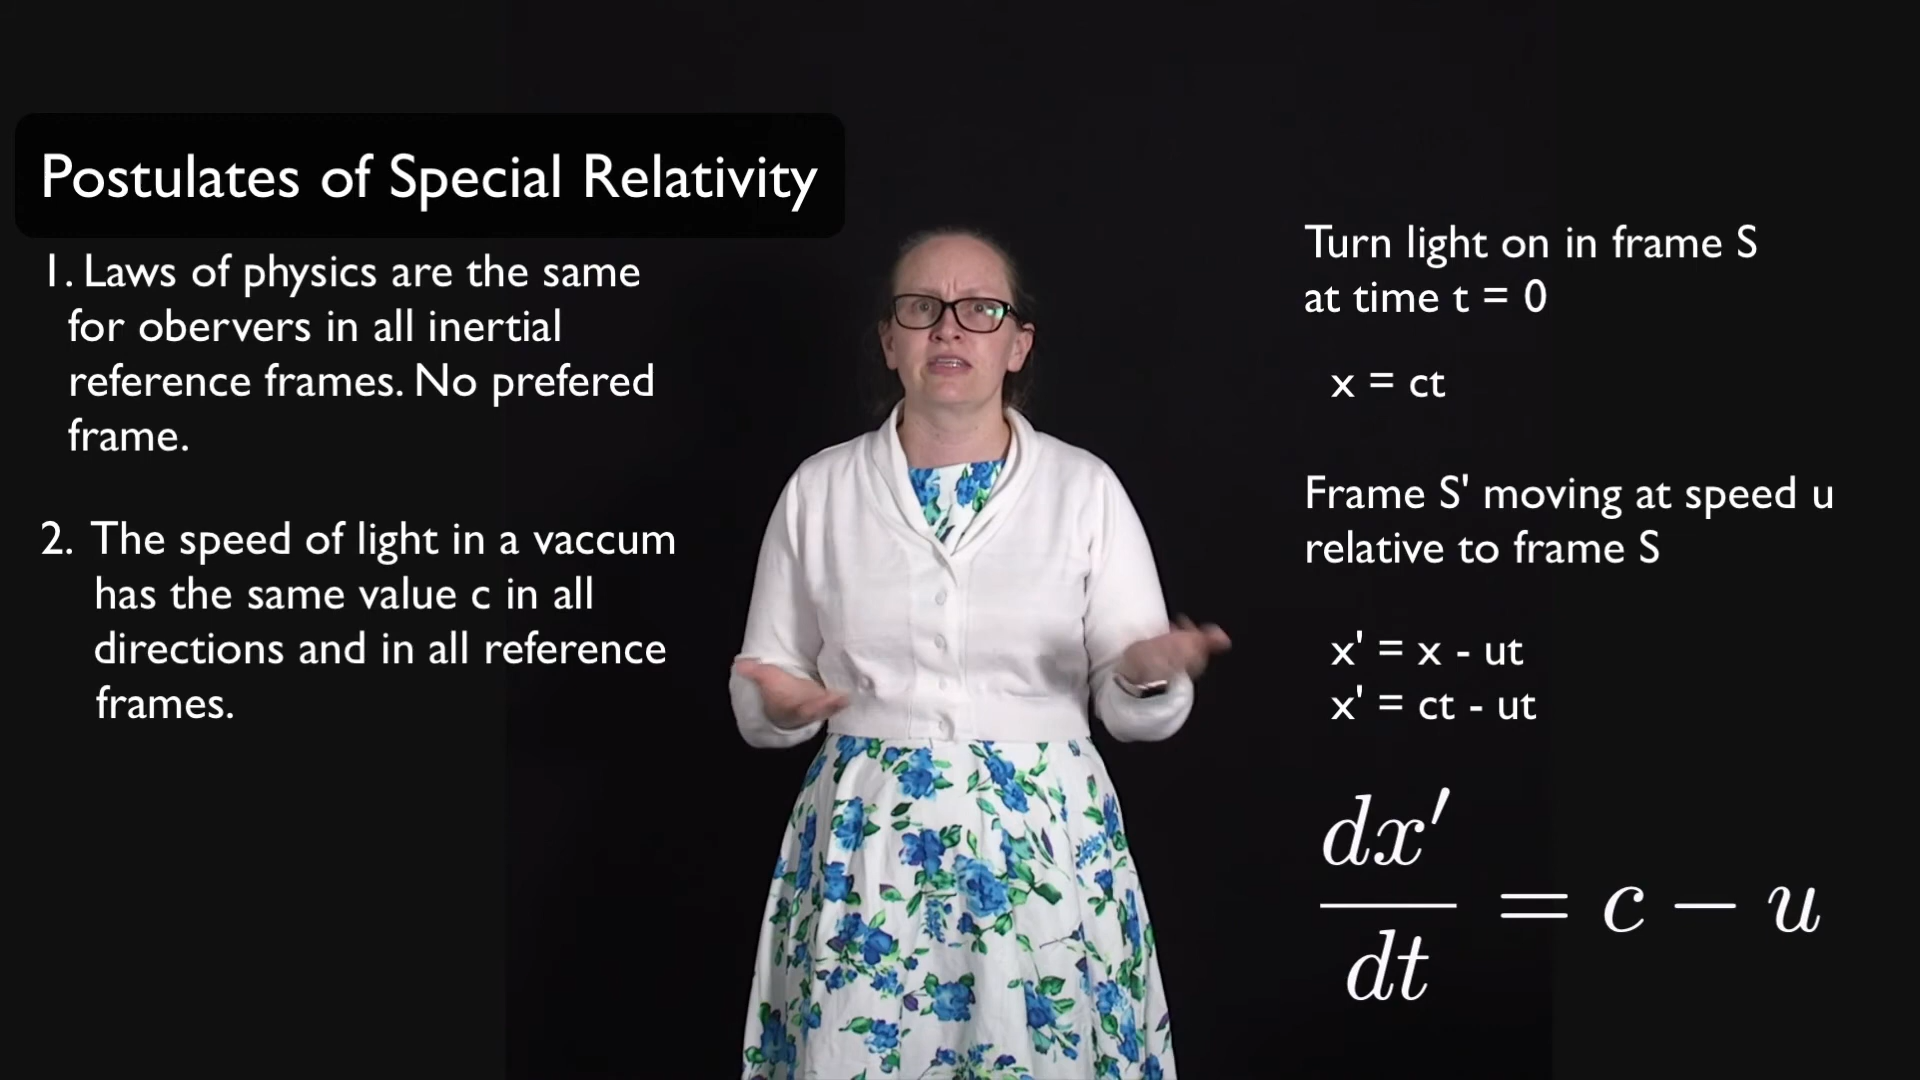 Postulates of Special Relativity
1. Laws of physics are the same
for obervers in all inertial
reference frames. No prefered
frame.
2. The speed of light in a vaccum
has the same value c in all
directions and in all reference
frames.
Turn light on in frame S
at time t = 0
x = ct
Frame S' moving at speed u
relative to frame S
x' = x - ut
x' = ct - ut
dx'
dt
= c − u